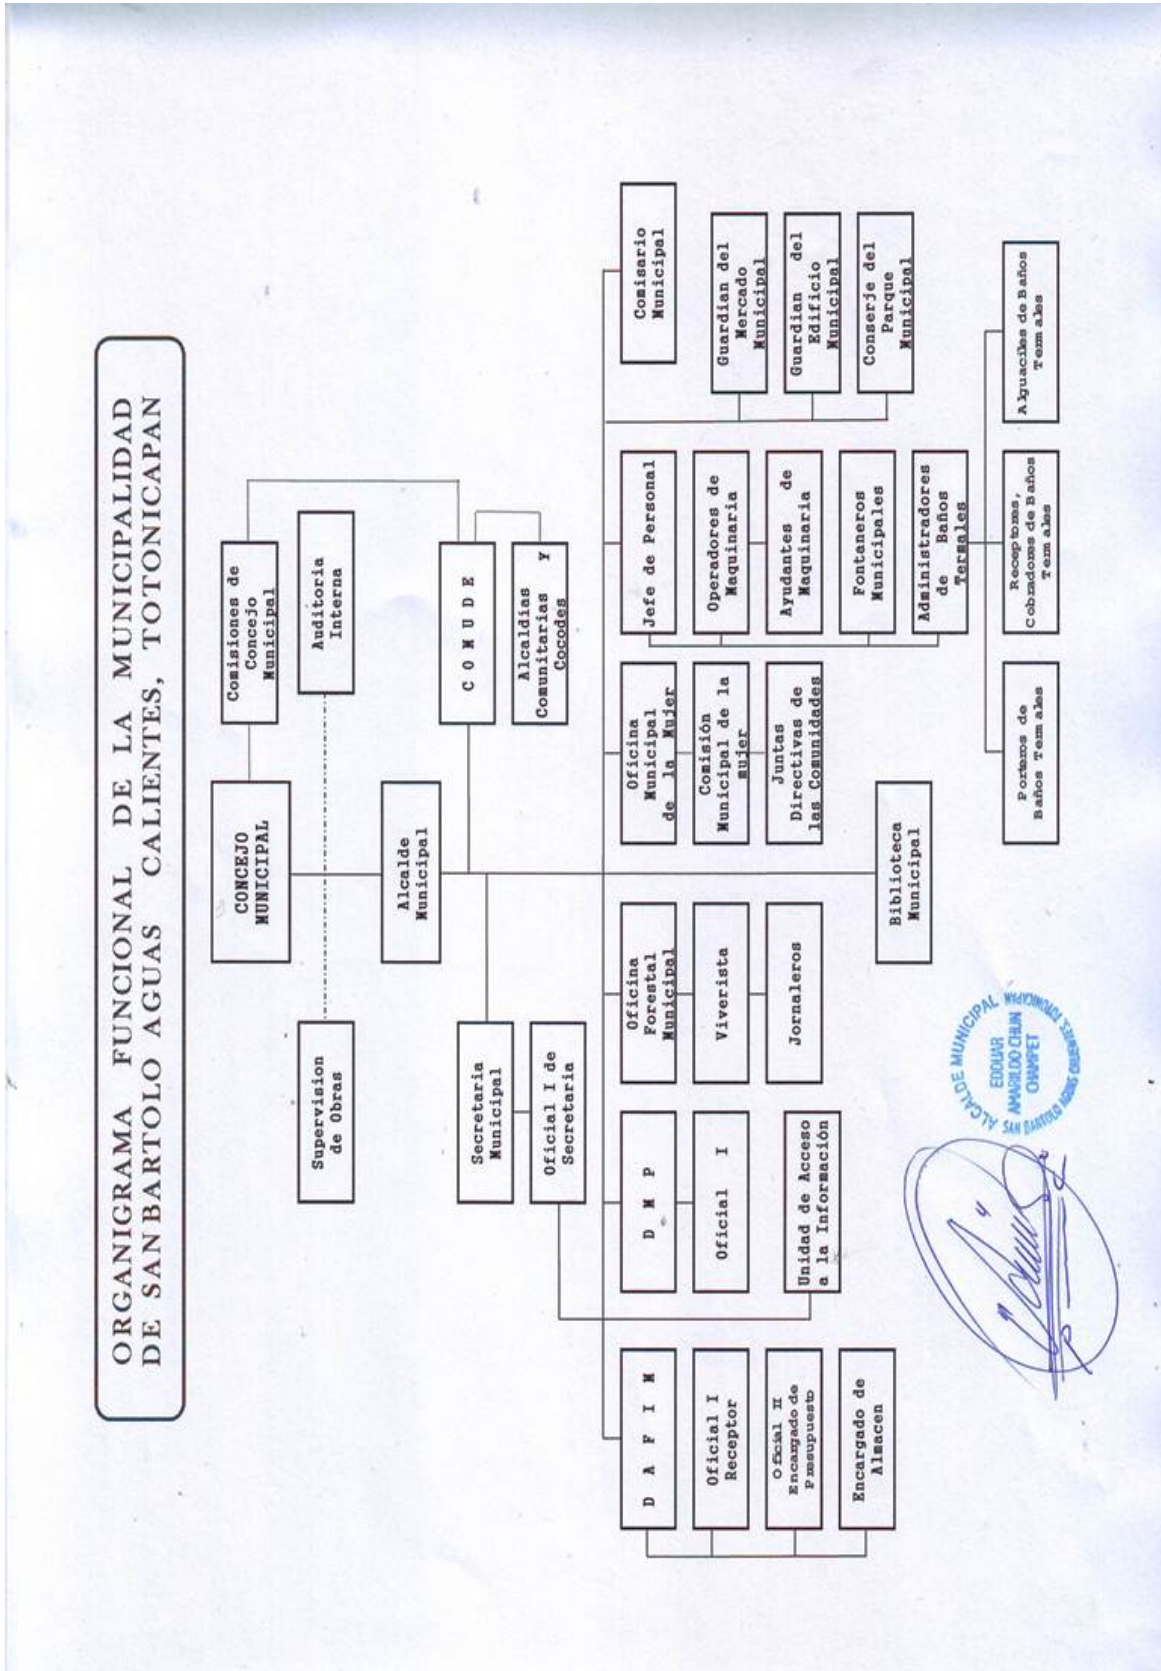 ORGANIGRAMA FUNCIONAL DE LA MUNICIPALIDAD
DE SAN BARTOLO AGUAS CALIENTES, TOTONICAPAN
CONCEJO
MUNICIPAL
Comisiones de
Concejo
Municipal
Supervision
de Obras
Auditoria
Interna
Alcalde
Municipal
Secretaria
Municipal
Oficial I de
Secretaria
C O M U D E
Alcaldías
Comunitarias y
Cocodes
D A F I M
Oficial I
Receptor
Oficial II
Encargado de
Presupuesto
Encargado de
Almacen
D M P
Oficial I
Unidad de Acceso
a la Información
Oficina
Forestal
Municipal
Viverista
Jornaleros
Oficina
Municipal
de la Mujer
Comisión
Municipal de la
mujer
Juntas
Directivas de
las Comunidades
Biblioteca
Municipal
Jefe de Personal
Operadores de
Maquinaria
Ayudantes de
Maquinaria
Fontaneros
Municipales
Administradores
de Baños
Termales
Comisario
Municipal
Guardian del
Mercado
Municipal
Guardian del
Edificio
Municipal
Conserje del
Parque
Municipal
Porteros de
Baños Termales
Receptores,
Cobradores de Baños
Termales
Alguaciles de Baños
Termales
ALCALDE MUNICIPAL
EDOUAR
AMARILDO CHUN
CHAMPET
SAN BARTOLO AGUAS CALIENTES, TOTONICAPAN